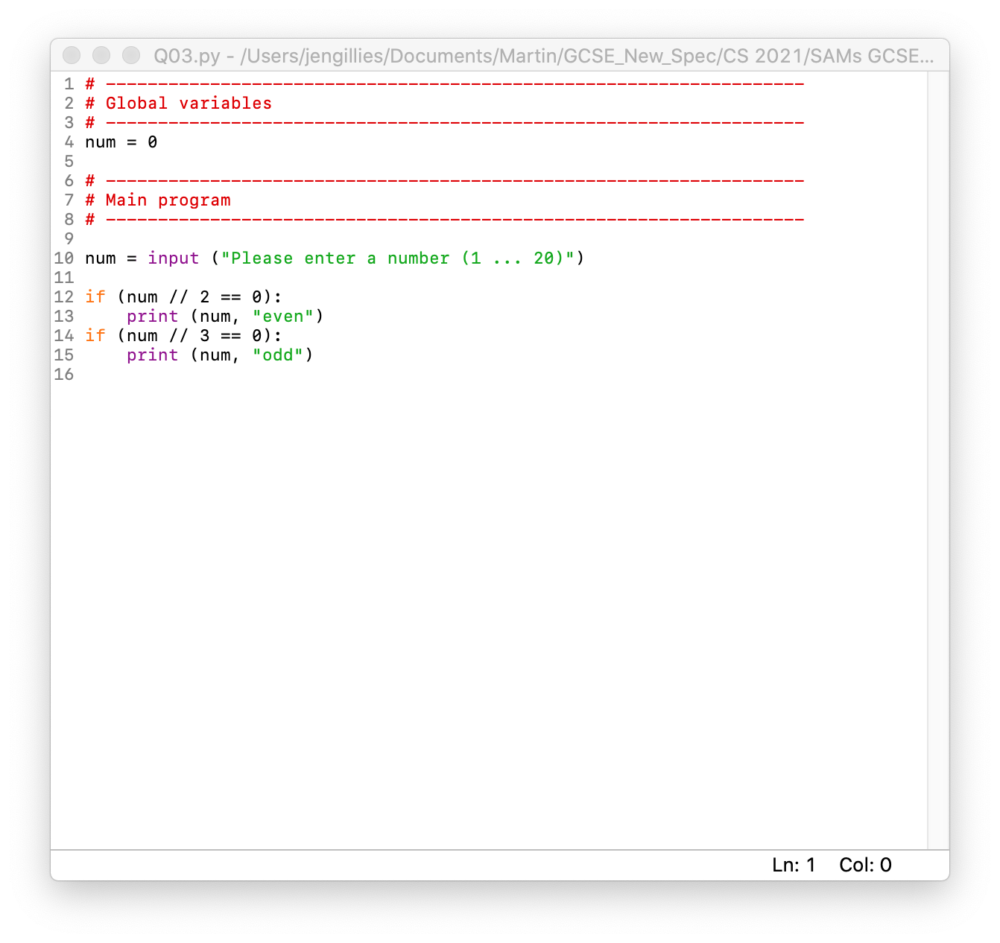 Q03.py - /Users/jengillies/Documents/Martin/GCSE_New_Spec/CS 2021/SAMs GCSE...
1 # -------------------------------------------------------------------
2 # Global variables
3 # -------------------------------------------------------------------
4 num = 0
5
6 # -------------------------------------------------------------------
7 # Main program
8 # -------------------------------------------------------------------
9
10 num = input ("Please enter a number (1 ... 20)")
11
12 if (num // 2 == 0):
13     print (num, "even")
14 if (num // 3 == 0):
15     print (num, "odd")
16
Ln: 1 Col: 0